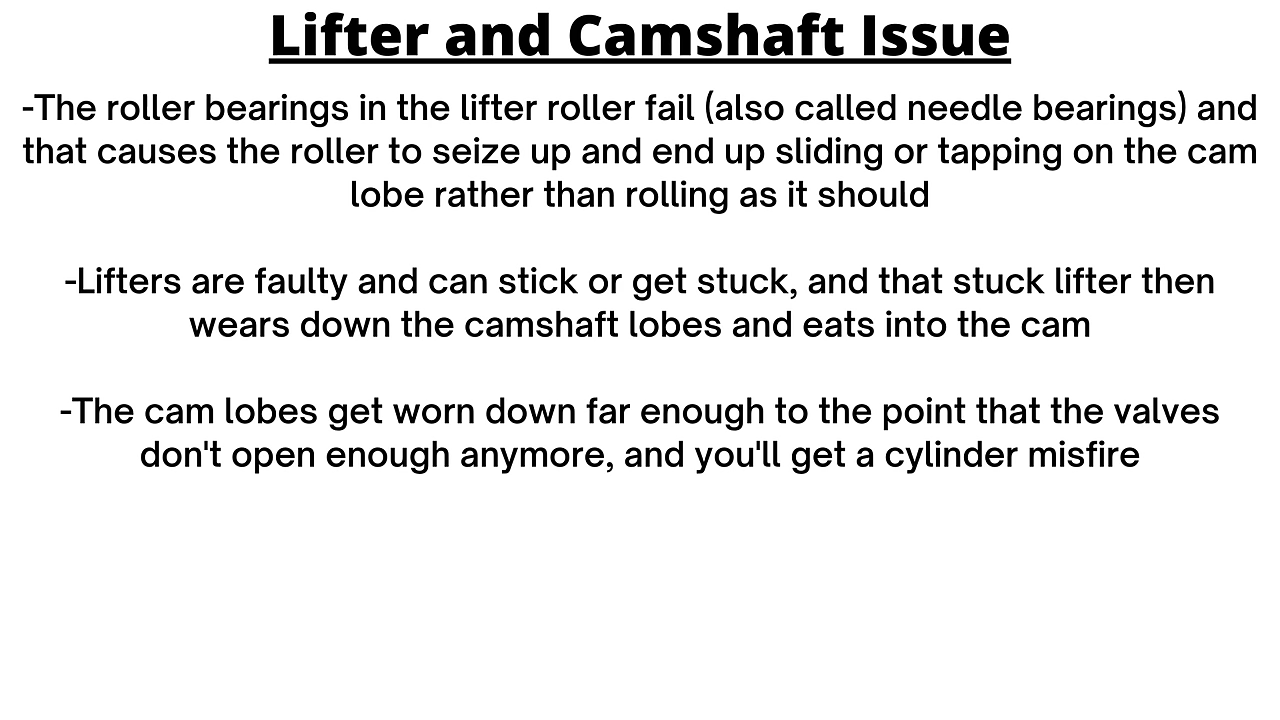 Lifter and Camshaft Issue
-The roller bearings in the lifter roller fail (also called needle bearings) and
that causes the roller to seize up and end up sliding or tapping on the cam
lobe rather than rolling as it should
-Lifters are faulty and can stick or get stuck, and that stuck lifter then
wears down the camshaft lobes and eats into the cam
-The cam lobes get worn down far enough to the point that the valves
don't open enough anymore, and you'll get a cylinder misfire